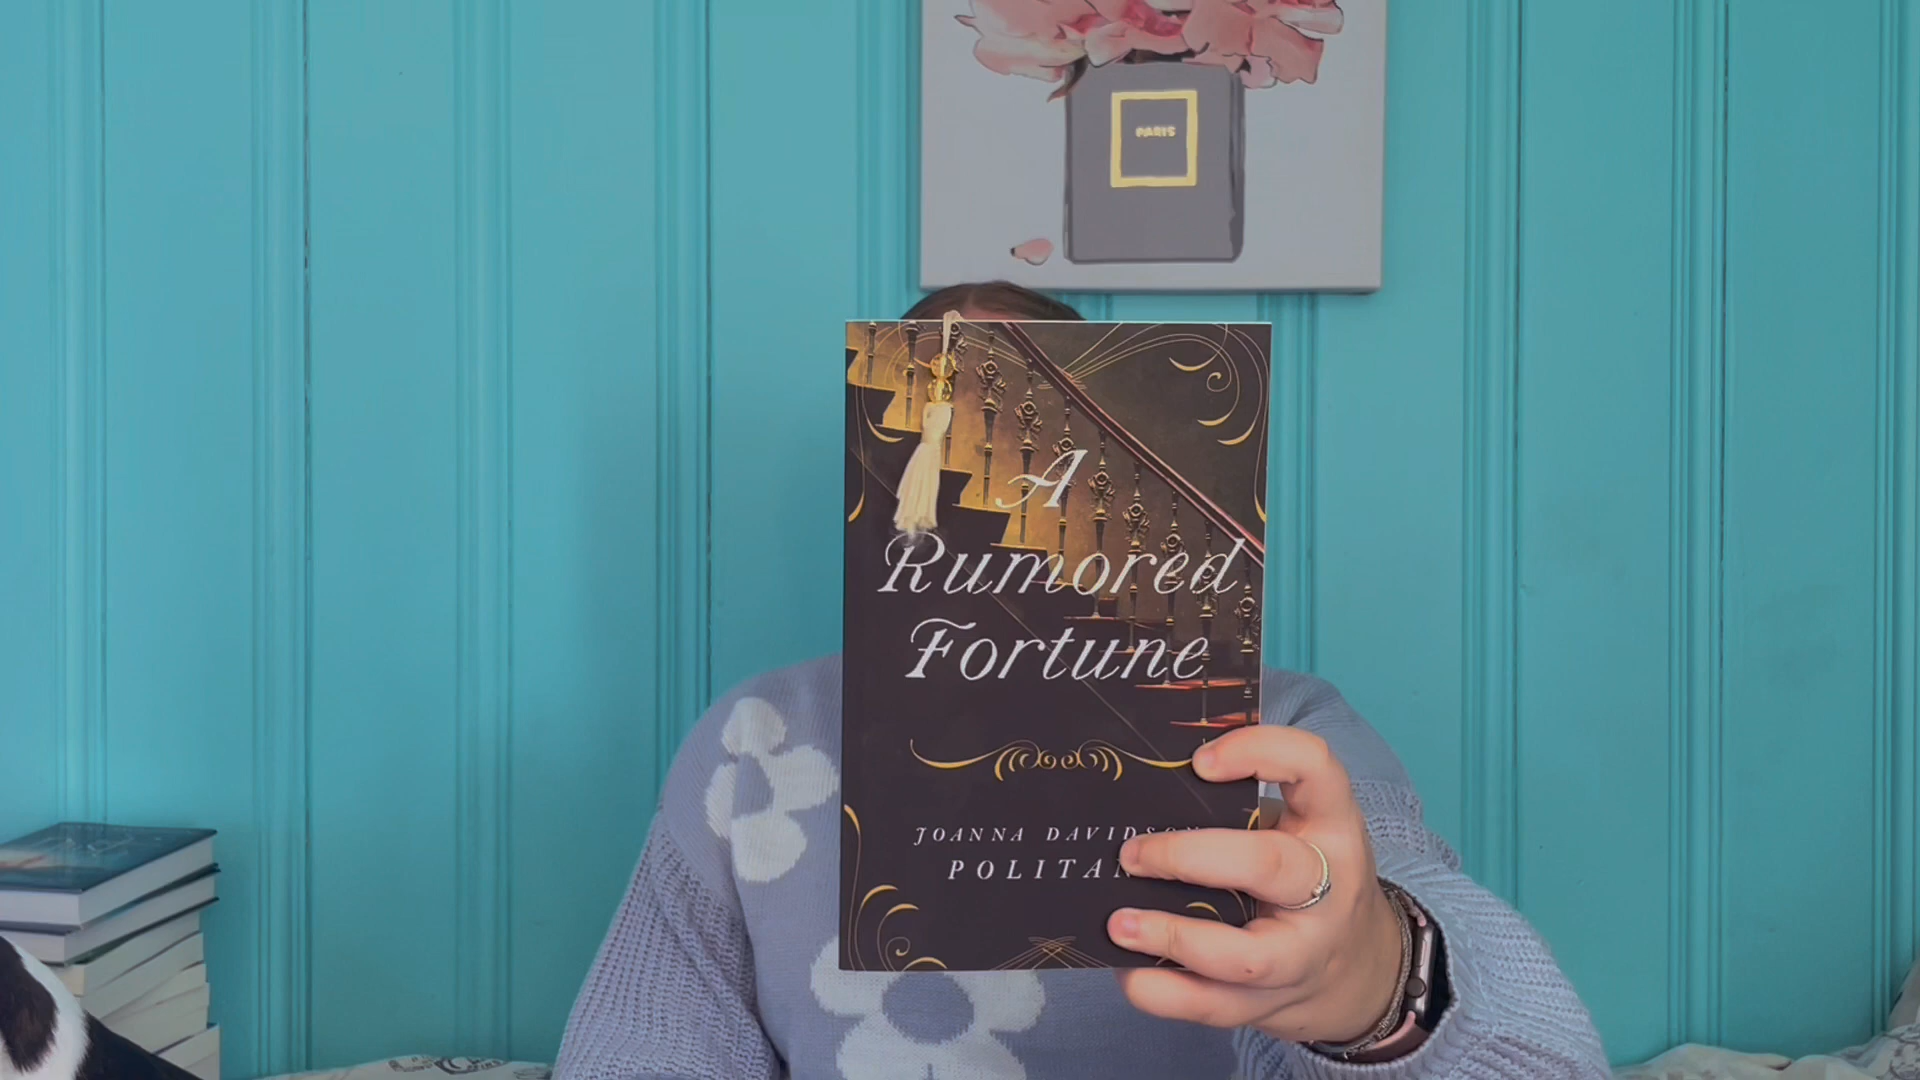 PARIS
A
Rumored
Fortune
JOANNA DAVIDSON
POLITAN